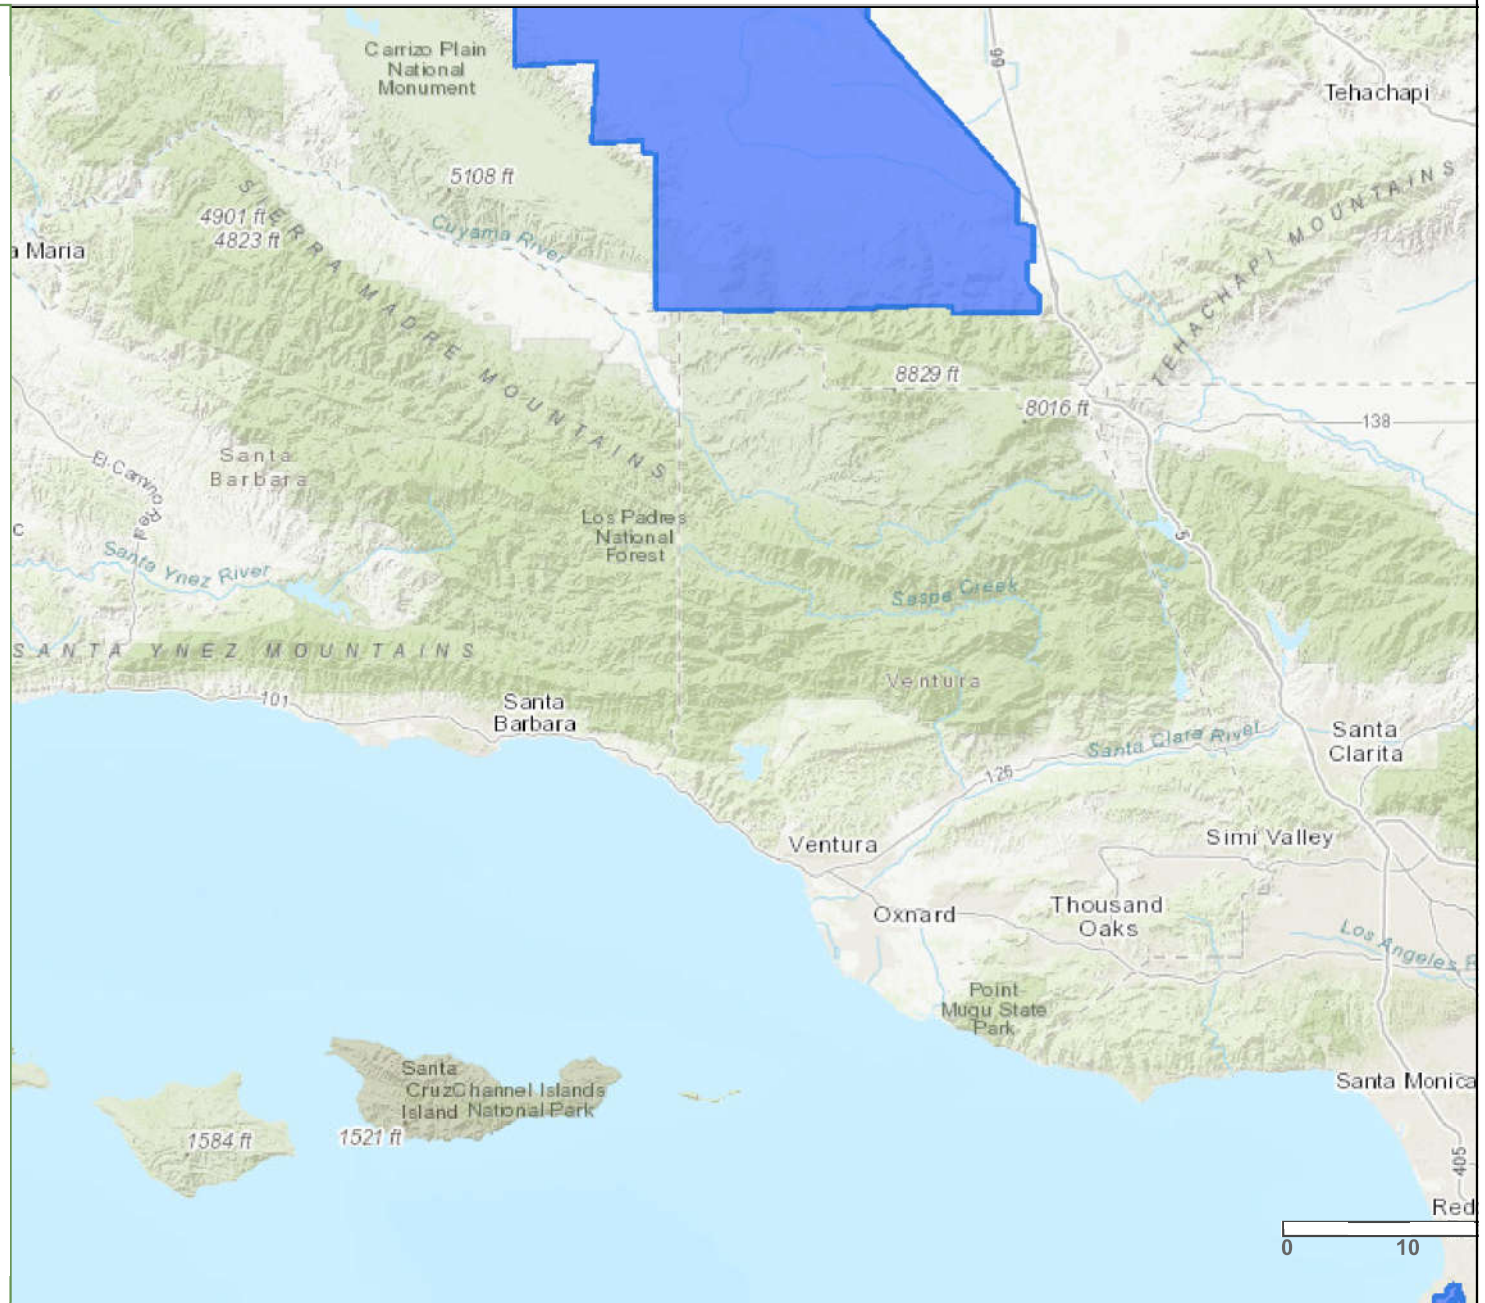 Carrizo Plain
National
Monument
99
Tehachapi
5108 ft
4901 ft
4823 ft
SIERRA MADRE MOUNTAINS
Cuyama River
a Maria
TEHACHAPI MOUNTAINS
8829 ft
8016 ft
138
El Camino Real
Santa
Barbara
Los Padres
National
Forest
5
c
Santa Ynez River
Sespe Creek
SANTA YNEZ MOUNTAINS
Ventura
101
Santa
Barbara
Santa Clara River
Santa
Clarita
126
Ventura
Simi Valley
Oxnard
Thousand
Oaks
Los Angeles R
Point
Mugu State
Park
Santa
Cruz
Island
Channel Islands
National Park
1584 ft
1521 ft
Santa Monica
405
Red
0 10